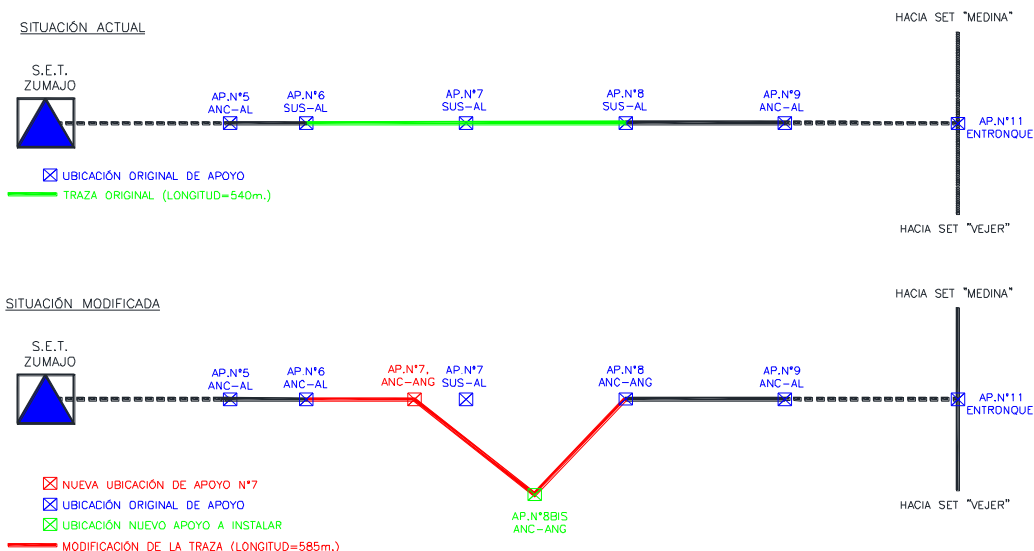 SITUACIÓN ACTUAL
HACIA SET "MEDINA"
S.E.T.
ZUMAJO
AP.N°5
ANC-AL
AP.N°6
SUS-AL
AP.N°7
SUS-AL
AP.N°8
SUS-AL
AP.N°9
ANC-AL
AP.N°11
ENTRONQUE
UBICACIÓN ORIGINAL DE APOYO
TRAZA ORIGINAL (LONGITUD=540m.)
HACIA SET "VEJER"
SITUACIÓN MODIFICADA
HACIA SET "MEDINA"
S.E.T.
ZUMAJO
AP.N°5
ANC-AL
AP.N°6
ANC-AL
AP.N°7,
ANC-ANG
AP.N°7
SUS-AL
AP.N°8
ANC-ANG
AP.N°9
ANC-AL
AP.N°11
ENTRONQUE
NUEVA UBICACIÓN DE APOYO N°7
UBICACIÓN ORIGINAL DE APOYO
UBICACIÓN NUEVO APOYO A INSTALAR
MODIFICACIÓN DE LA TRAZA (LONGITUD=585m.)
AP.N°8BIS
ANC-ANG
HACIA SET "VEJER"